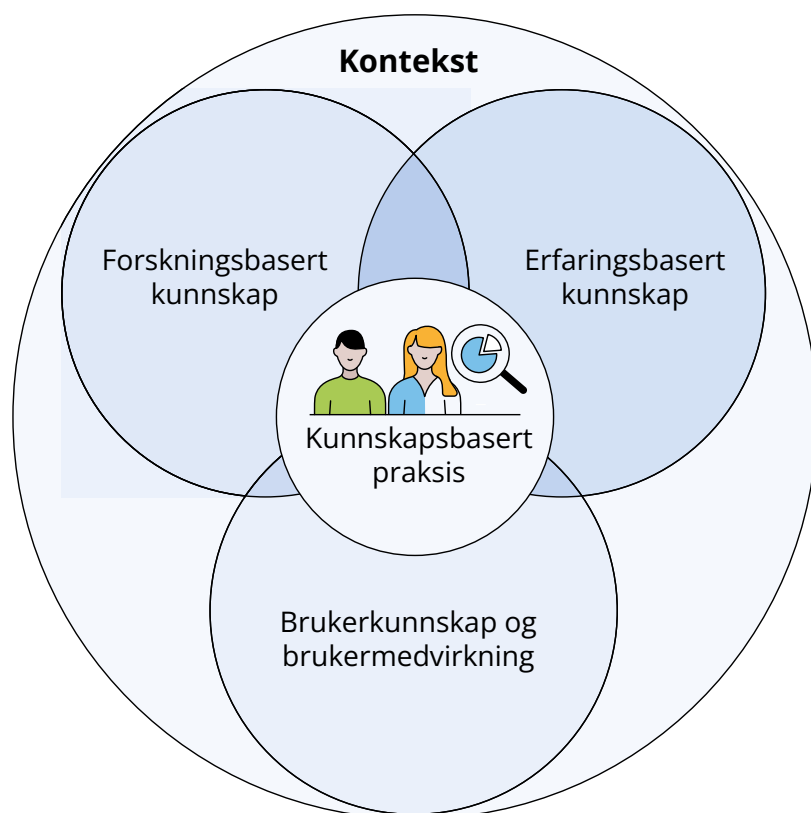 Kontekst
Forskningsbasert
kunnskap
Erfaringsbasert
kunnskap
Kunnskapsbasert
praksis
Brukerkunnskap og
brukermedvirkning